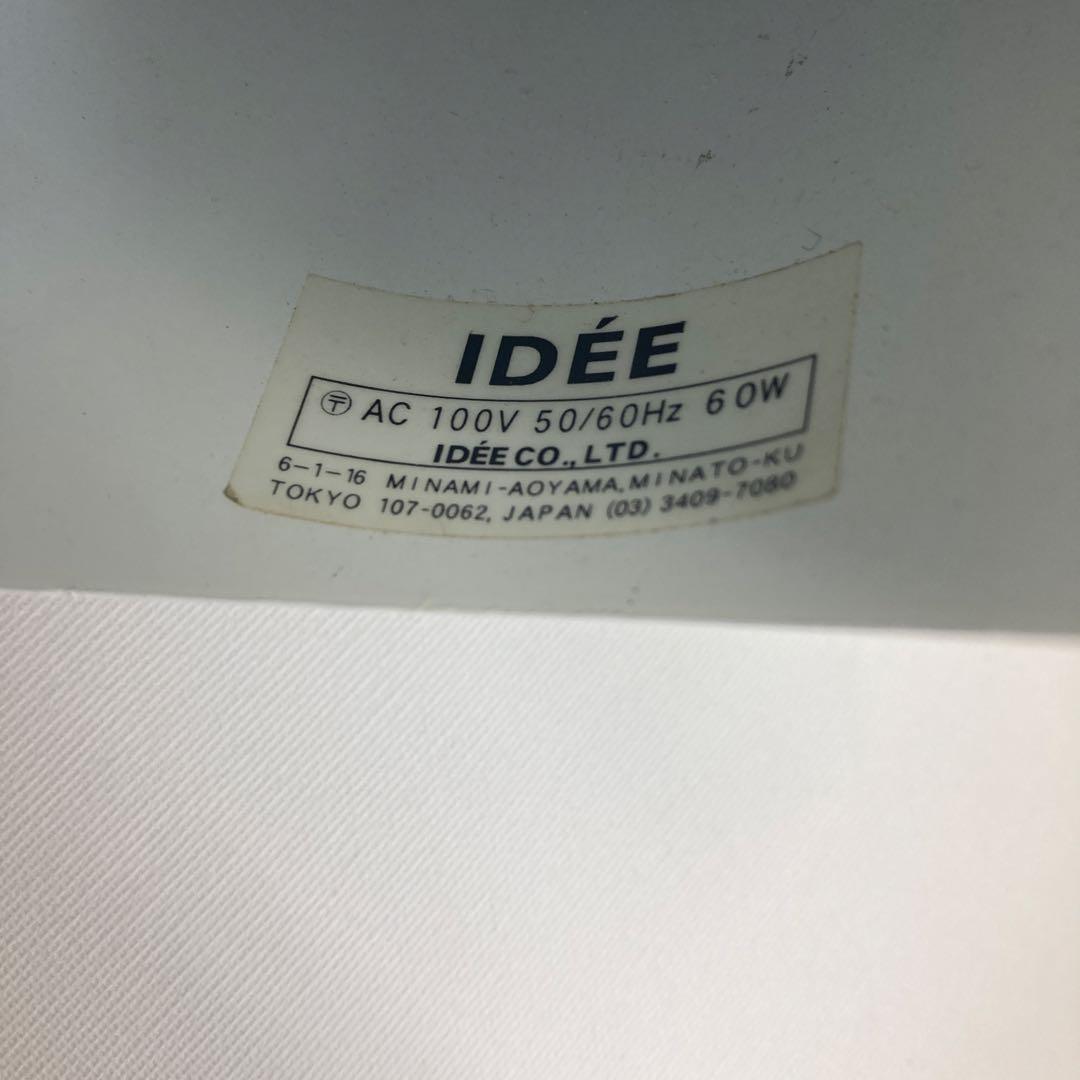 IDÉE
〶 AC 100V 50/60Hz 60W
IDÉE CO., LTD.
6-1-16 MINAMI-AOYAMA, MINATO-KU
TOKYO 107-0062, JAPAN (03) 3409-7080